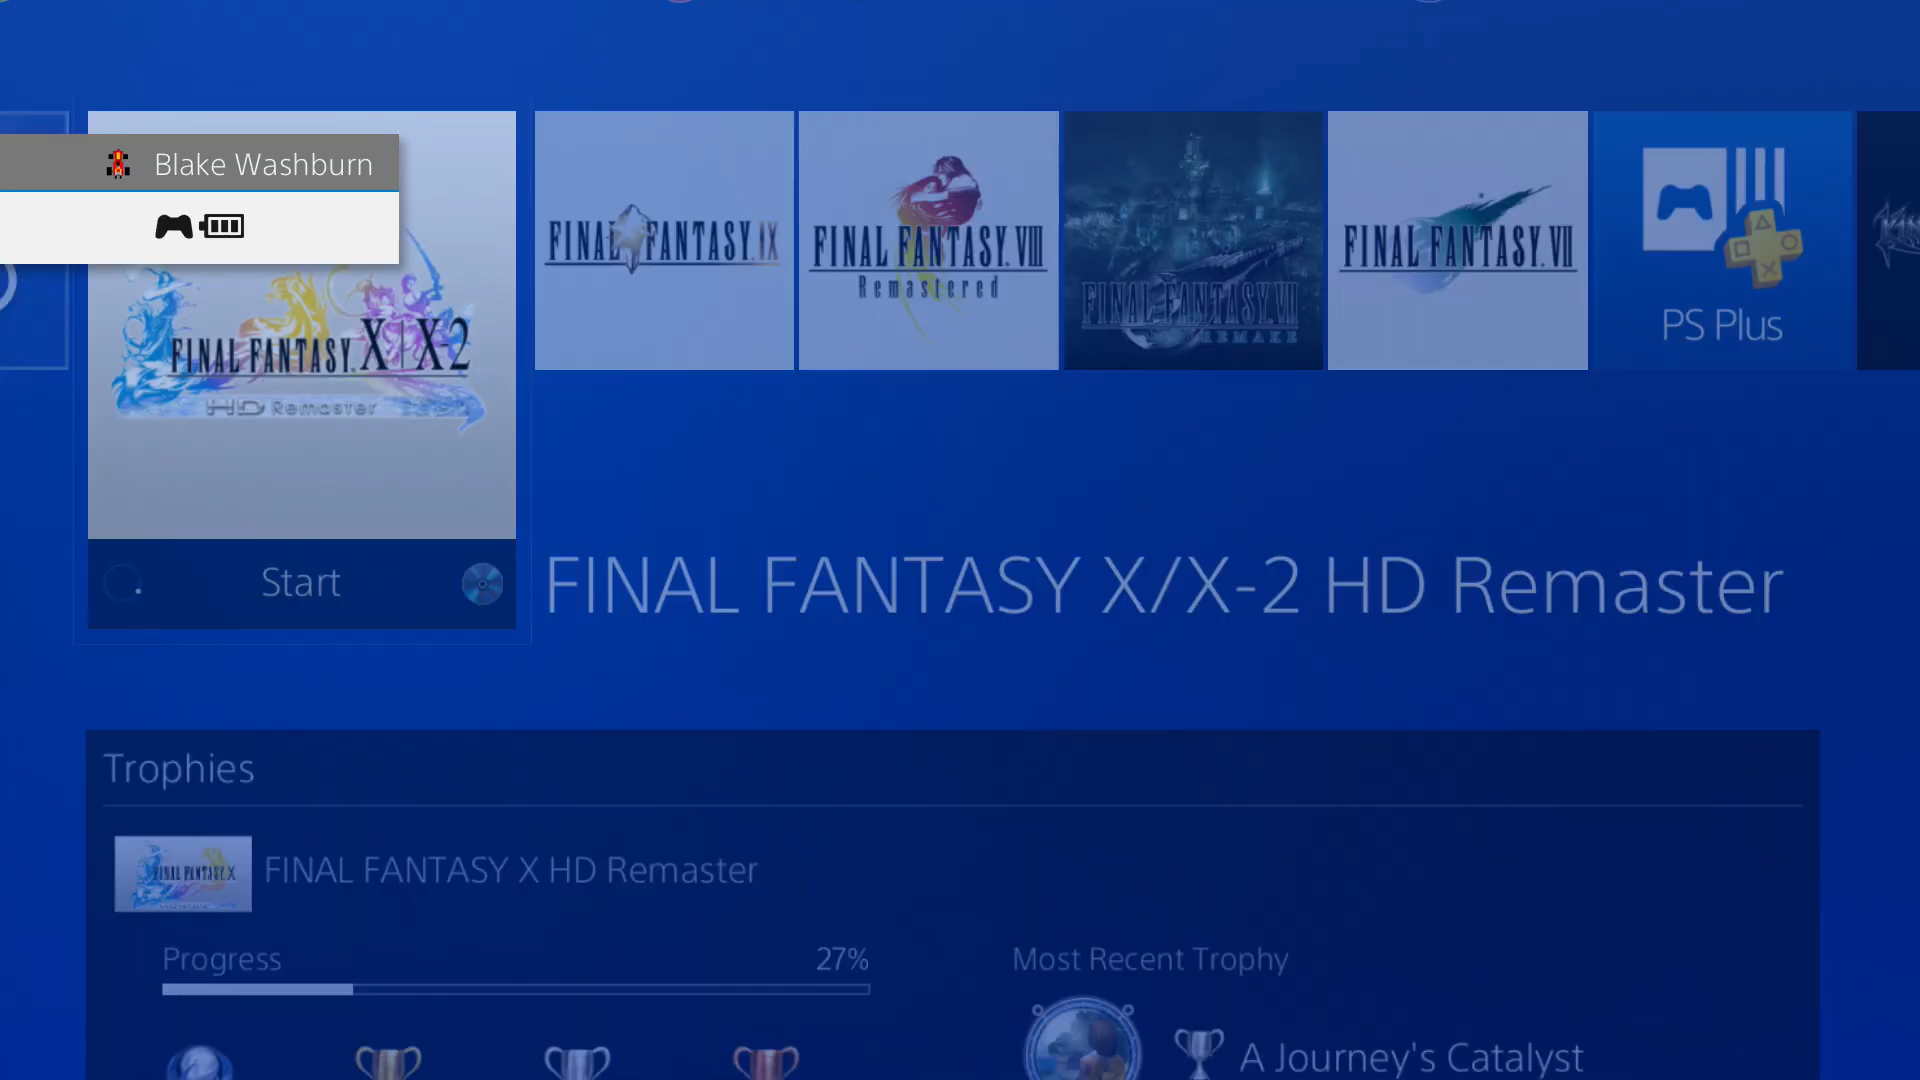 Blake Washburn
FINAL FANTASY X|X-2
HD Remaster
FINAL FANTASY IX
FINAL FANTASY VIII
Remastered
FINAL FANTASY VII
REMAKE
FINAL FANTASY VII
PS Plus
Start
FINAL FANTASY X/X-2 HD Remaster
Trophies
FINAL FANTASY X
FINAL FANTASY X HD Remaster
Progress
27%
Most Recent Trophy
A Journey's Catalyst